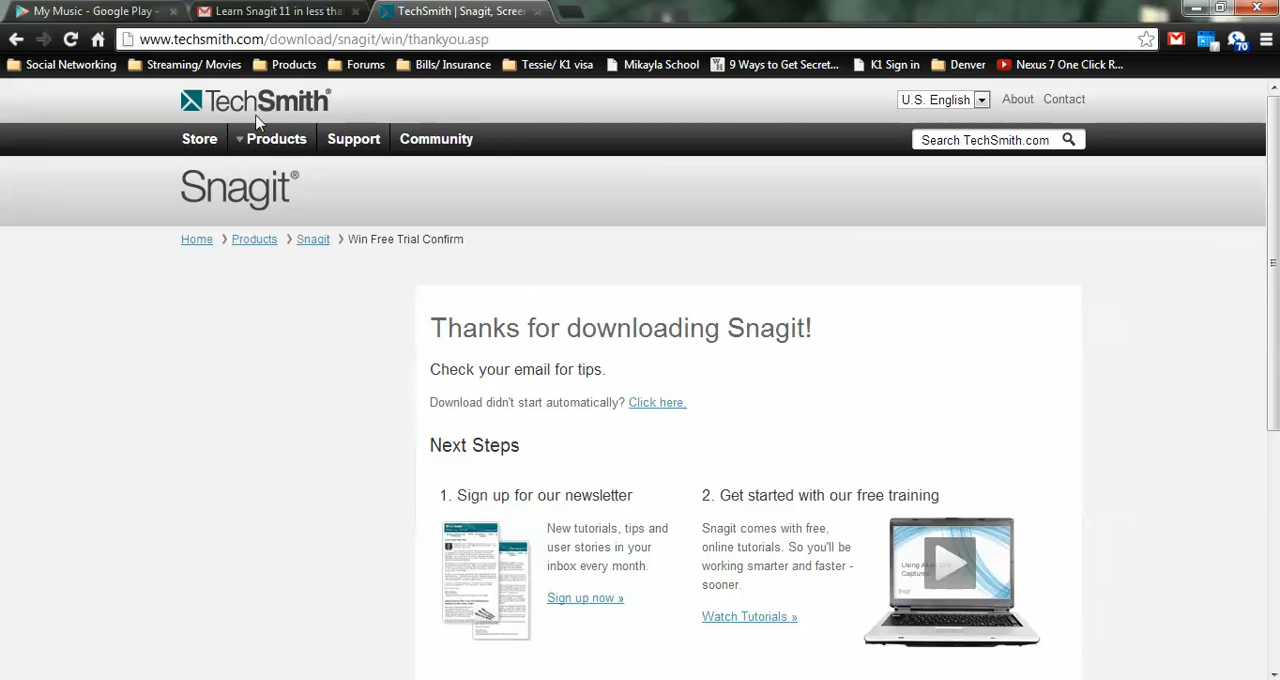 My Music - Google Play -
Learn Snagit 11 in less tha
TechSmith | Snagit, Screen
www.techsmith.com/download/snagit/win/thankyou.asp
70
Social Networking
Streaming/ Movies
Products
Forums
Bills/ Insurance
Tessie/ K1 visa
Mikayla School
9 Ways to Get Secret...
K1 Sign in
Denver
Nexus 7 One Click R...
TechSmith®
U.S. English
About
Contact
Store
Products
Support
Community
Search TechSmith.com
Snagit®
Home
Products
Snagit
Win Free Trial Confirm
Thanks for downloading Snagit!
Check your email for tips.
Download didn't start automatically? Click here.
Next Steps
1. Sign up for our newsletter
New tutorials, tips and
user stories in your
inbox every month.
Sign up now »
2. Get started with our free training
Snagit comes with free,
online tutorials. So you'll be
working smarter and faster -
sooner.
Watch Tutorials »